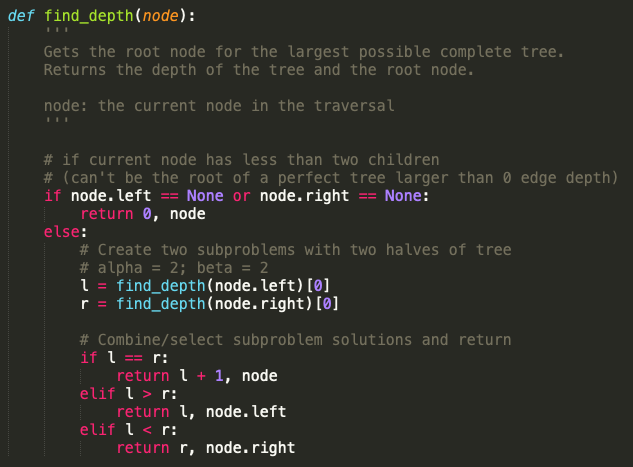 def find_depth(node):
    '''
    Gets the root node for the largest possible complete tree.
    Returns the depth of the tree and the root node.

    node: the current node in the traversal
    '''

    # if current node has less than two children
    # (can't be the root of a perfect tree larger than 0 edge depth)
    if node.left == None or node.right == None:
        return 0, node
    else:
        # Create two subproblems with two halves of tree
        # alpha = 2; beta = 2
        l = find_depth(node.left)[0]
        r = find_depth(node.right)[0]

        # Combine/select subproblem solutions and return
        if l == r:
            return l + 1, node
        elif l > r:
            return l, node.left
        elif l < r:
            return r, node.right